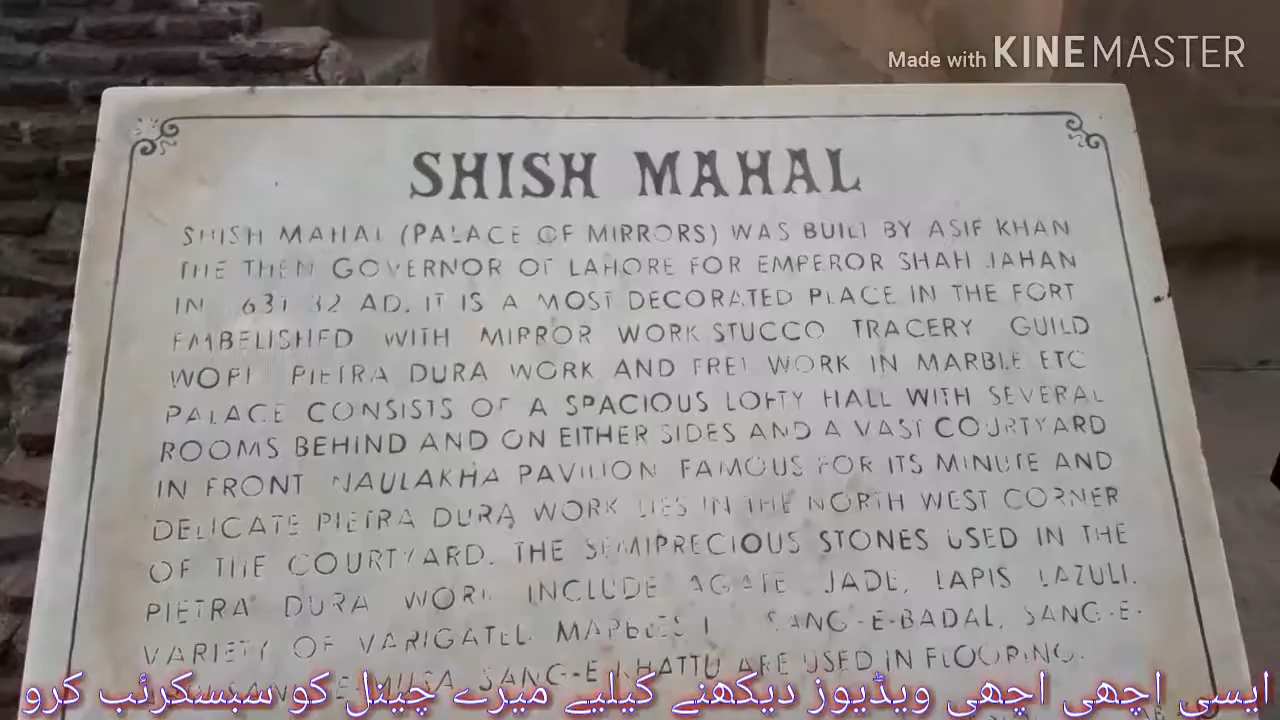 Made with KINEMASTER
SHISH MAHAL
SHISH MAHAL (PALACE OF MIRRORS) WAS BUILT BY ASIF KHAN
THE THEN GOVERNOR OF LAHORE FOR EMPEROR SHAH JAHAN
IN 1631-32 AD. IT IS A MOST DECORATED PLACE IN THE FORT
EMBELISHED WITH MIRROR WORK STUCCO TRACERY GUILD
WORK PIETRA DURA WORK AND FRET WORK IN MARBLE ETC
PALACE CONSISTS OF A SPACIOUS LOFTY HALL WITH SEVERAL
ROOMS BEHIND AND ON EITHER SIDES AND A VAST COURTYARD
IN FRONT NAULAKHA PAVILION FAMOUS FOR ITS MINUTE AND
DELICATE PIETRA DURA WORK LIES IN THE NORTH WEST CORNER
OF THE COURTYARD. THE SEMIPRECIOUS STONES USED IN THE
PIETRA DURA WORK INCLUDE AGATE JADE, LAPIS LAZULI.
VARIETY OF VARIGATED MARBLES SANG-E-BADAL, SANG-E-
SANG-E-KHATTU ARE USED IN FLOORING.
ایسی اچھی اچھی ویڈیوز دیکھنے کیلیے میرے چینل کو سبسکرئب کرو